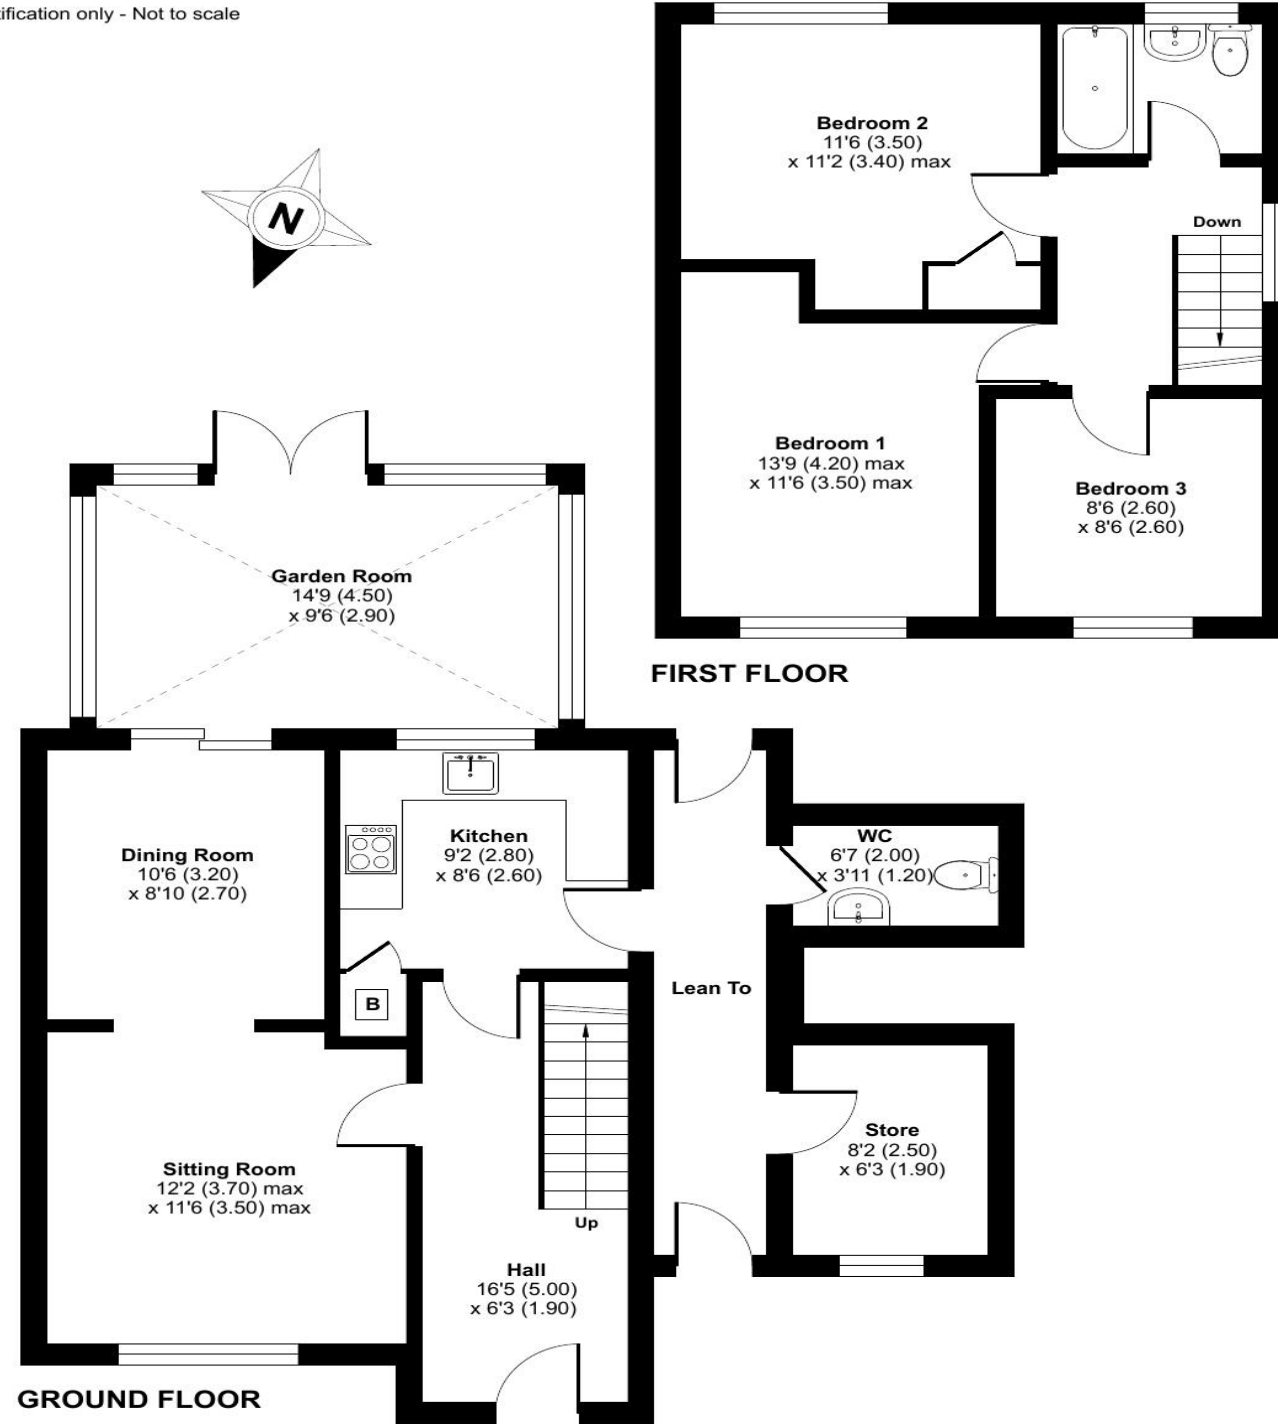 only - Not to scale
Bedroom 2
11'6 (3.50)
x 11'2 (3.40) max
N
Down
Bedroom 1
13'9 (4.20) max
x 11'6 (3.50) max
Bedroom 3
8'6 (2.60)
x 8'6 (2.60)
FIRST FLOOR
Garden Room
14'9 (4.50)
x 9'6 (2.90)
Dining Room
10'6 (3.20)
x 8'10 (2.70)
Kitchen
9'2 (2.80)
x 8'6 (2.60)
WC
6'7 (2.00)
x 3'11 (1.20)
B
Lean To
Sitting Room
12'2 (3.70) max
x 11'6 (3.50) max
Up
Store
8'2 (2.50)
x 6'3 (1.90)
Hall
16'5 (5.00)
x 6'3 (1.90)
GROUND FLOOR